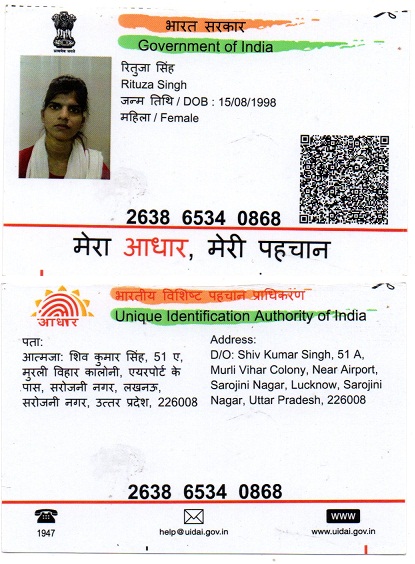 भारत सरकार
Government of India
रितुजा सिंह
Rituza Singh
जन्म तिथि / DOB : 15/08/1998
महिला / Female
2638 6534 0868
मेरा आधार, मेरी पहचान
भारतीय विशिष्ट पहचान प्राधिकरण
Unique Identification Authority of India
आधार
पता:
आत्मजा: शिव कुमार सिंह, 51 ए,
मुरली विहार कालोनी, एयरपोर्ट के
पास, सरोजनी नगर, लखनऊ,
सरोजनी नगर, उत्तर प्रदेश, 226008
Address:
D/O: Shiv Kumar Singh, 51 A,
Murli Vihar Colony, Near Airport,
Sarojini Nagar, Lucknow, Sarojini
Nagar, Uttar Pradesh, 226008
2638 6534 0868
1947
help@uidai.gov.in
www
www.uidai.gov.in